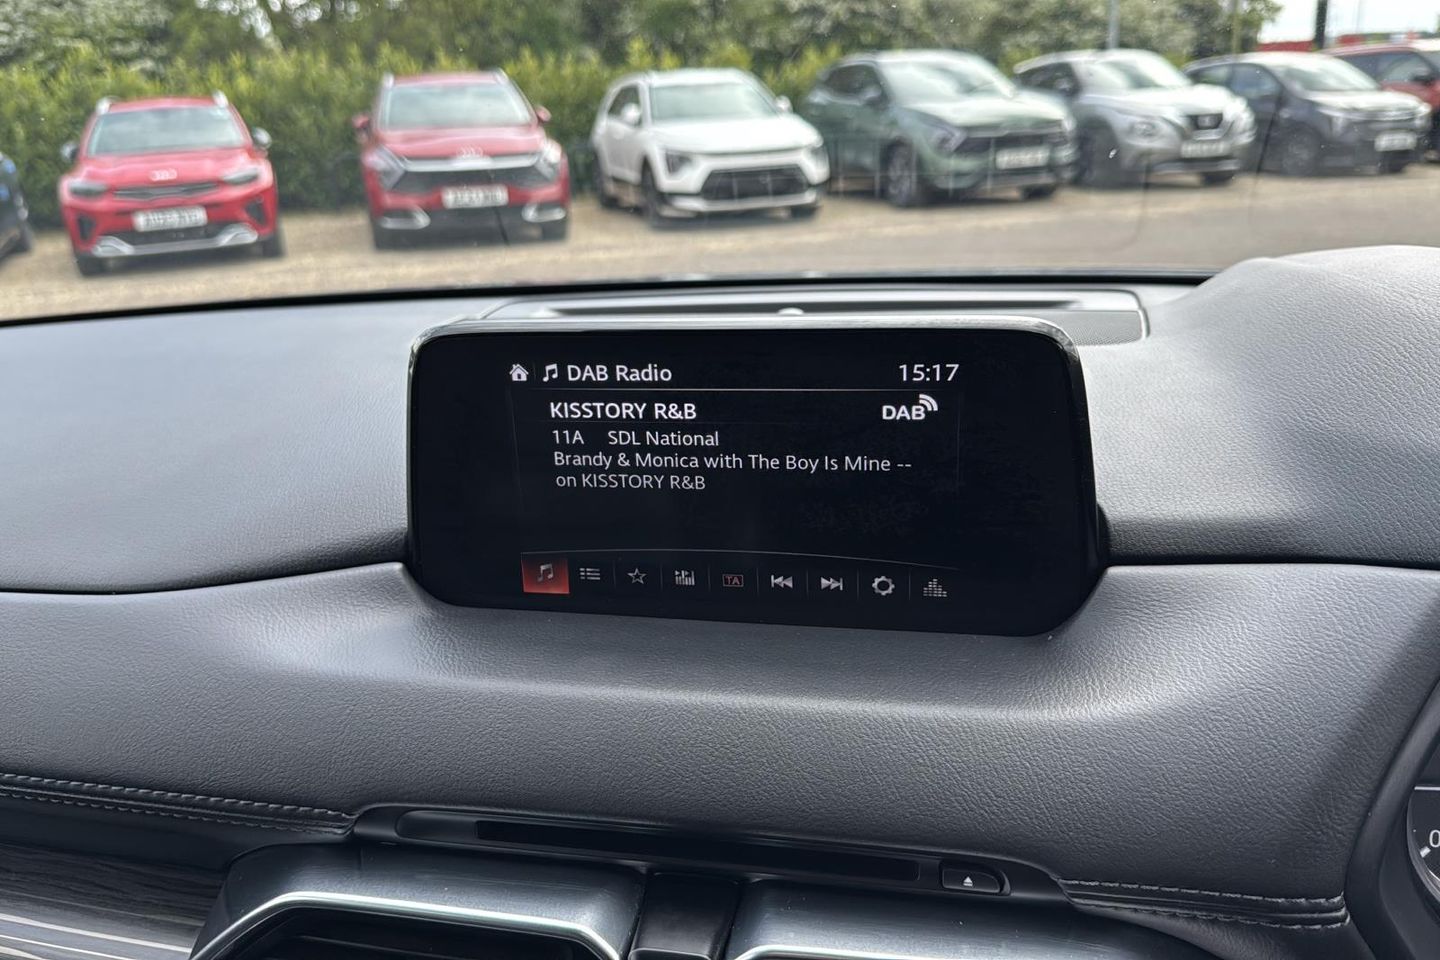 DAB Radio 15:17
KISSTORY R&B DAB
11A SDL National
Brandy & Monica with The Boy Is Mine --
on KISSTORY R&B
TA
0